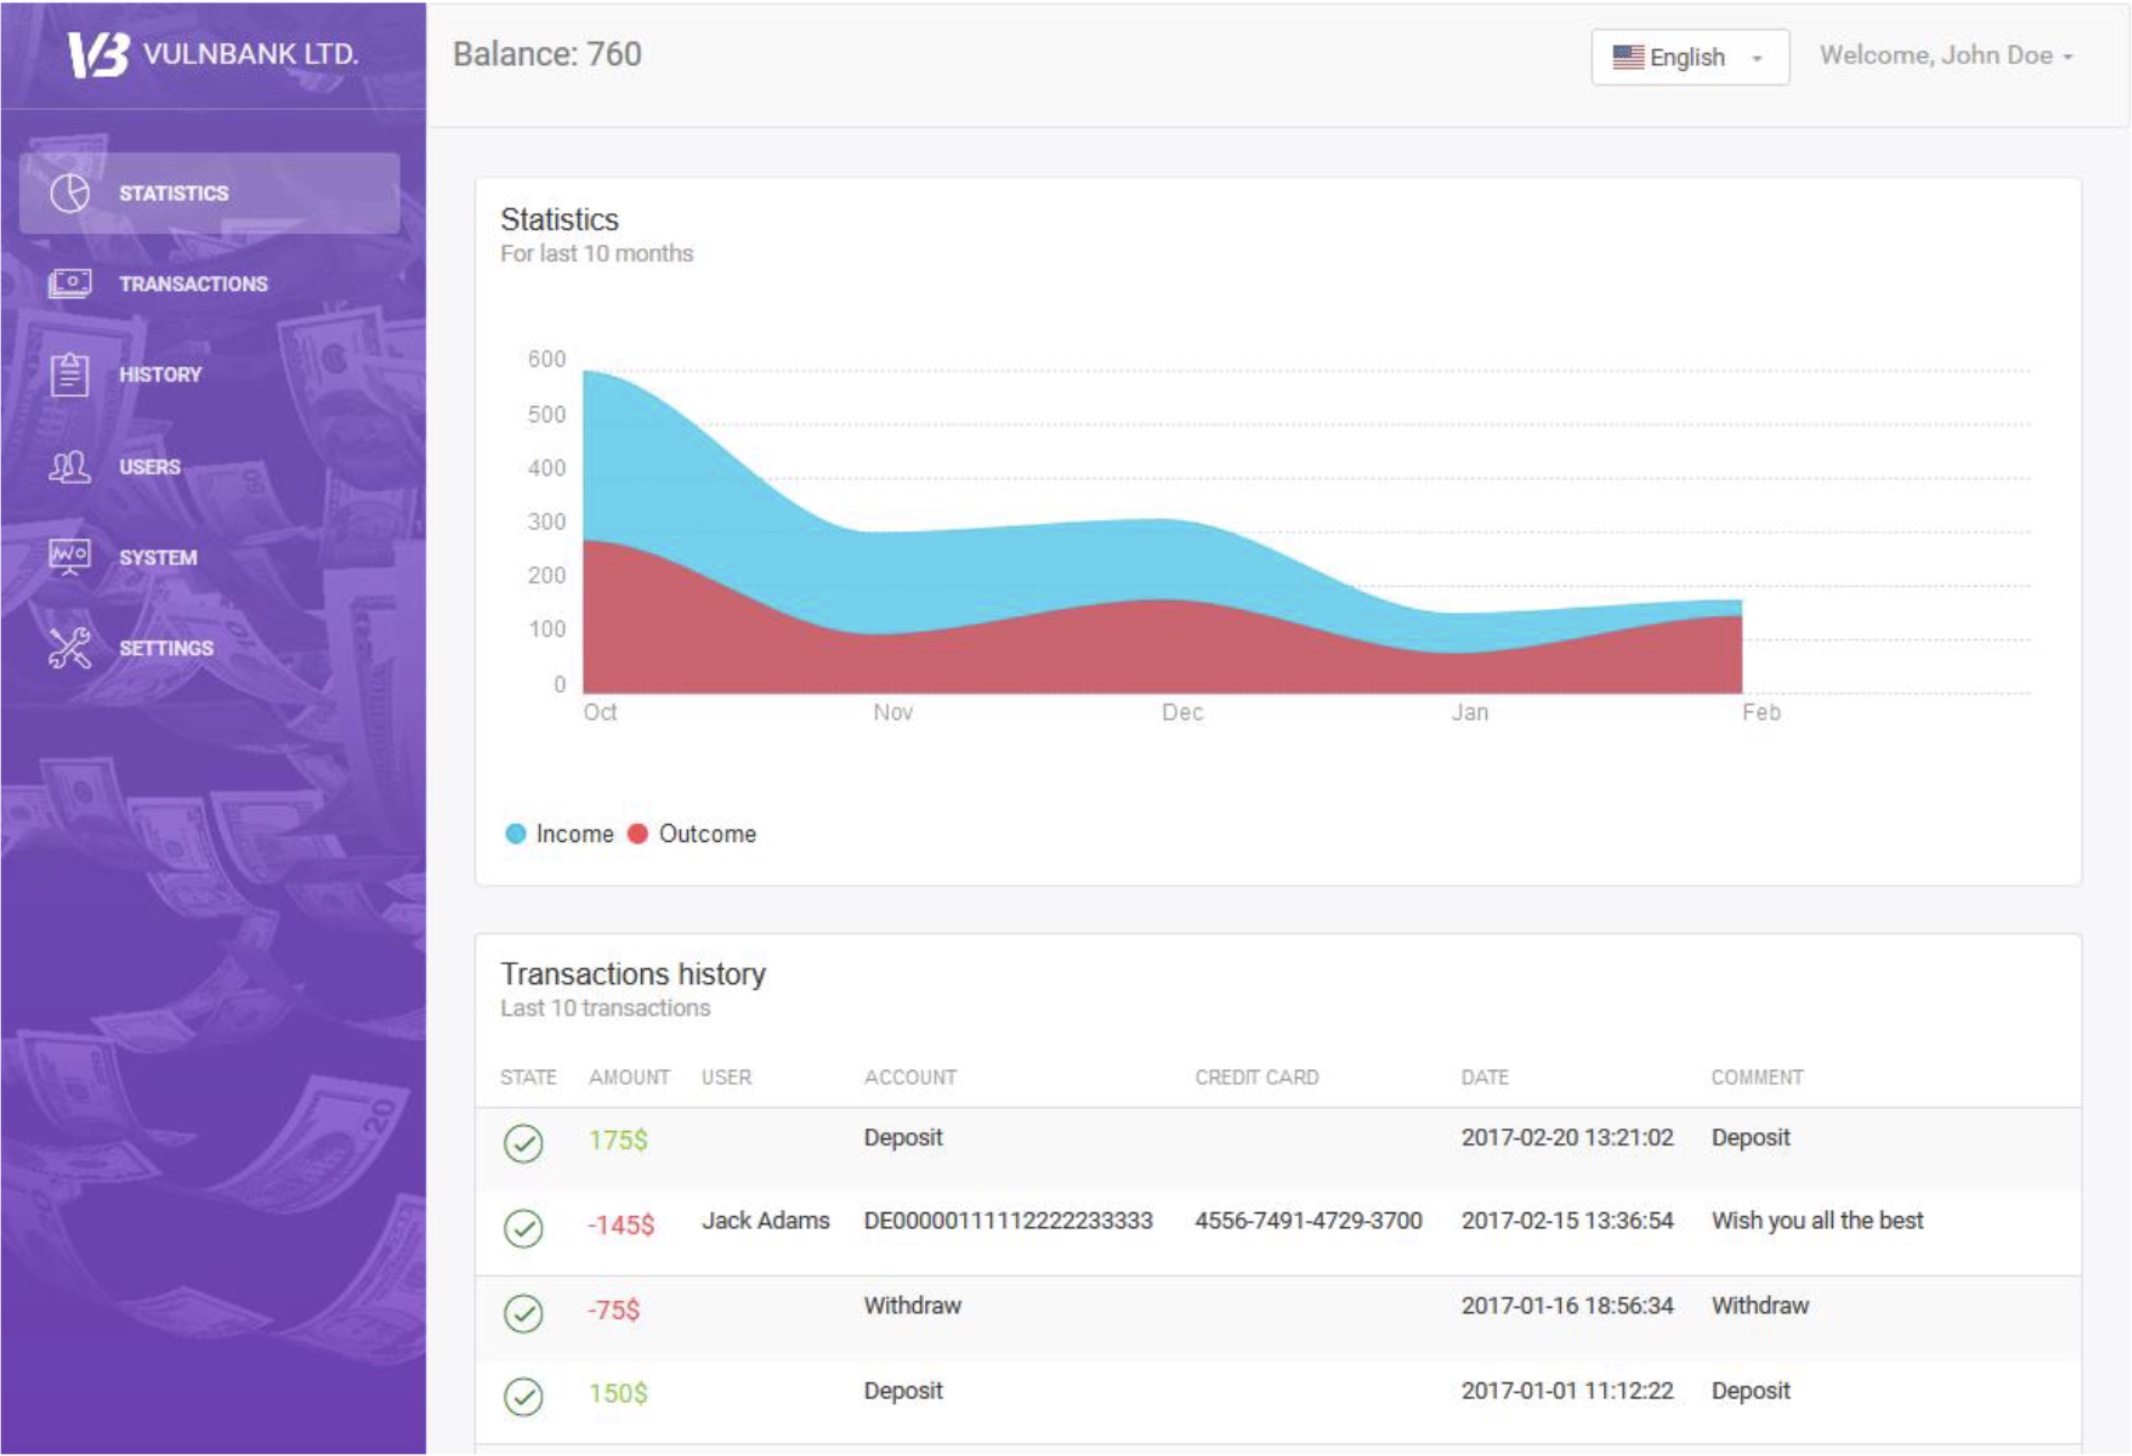 VB VULNBANK LTD.
Balance: 760
English
Welcome, John Doe
STATISTICS
TRANSACTIONS
HISTORY
USERS
SYSTEM
SETTINGS
Statistics
For last 10 months
600
500
400
300
200
100
0
Oct Nov Dec Jan Feb
Income Outcome
Transactions history
Last 10 transactions
STATE AMOUNT USER ACCOUNT CREDIT CARD DATE COMMENT
175$ Deposit 2017-02-20 13:21:02 Deposit
-145$ Jack Adams DE00000111112222233333 4556-7491-4729-3700 2017-02-15 13:36:54 Wish you all the best
-75$ Withdraw 2017-01-16 18:56:34 Withdraw
150$ Deposit 2017-01-01 11:12:22 Deposit